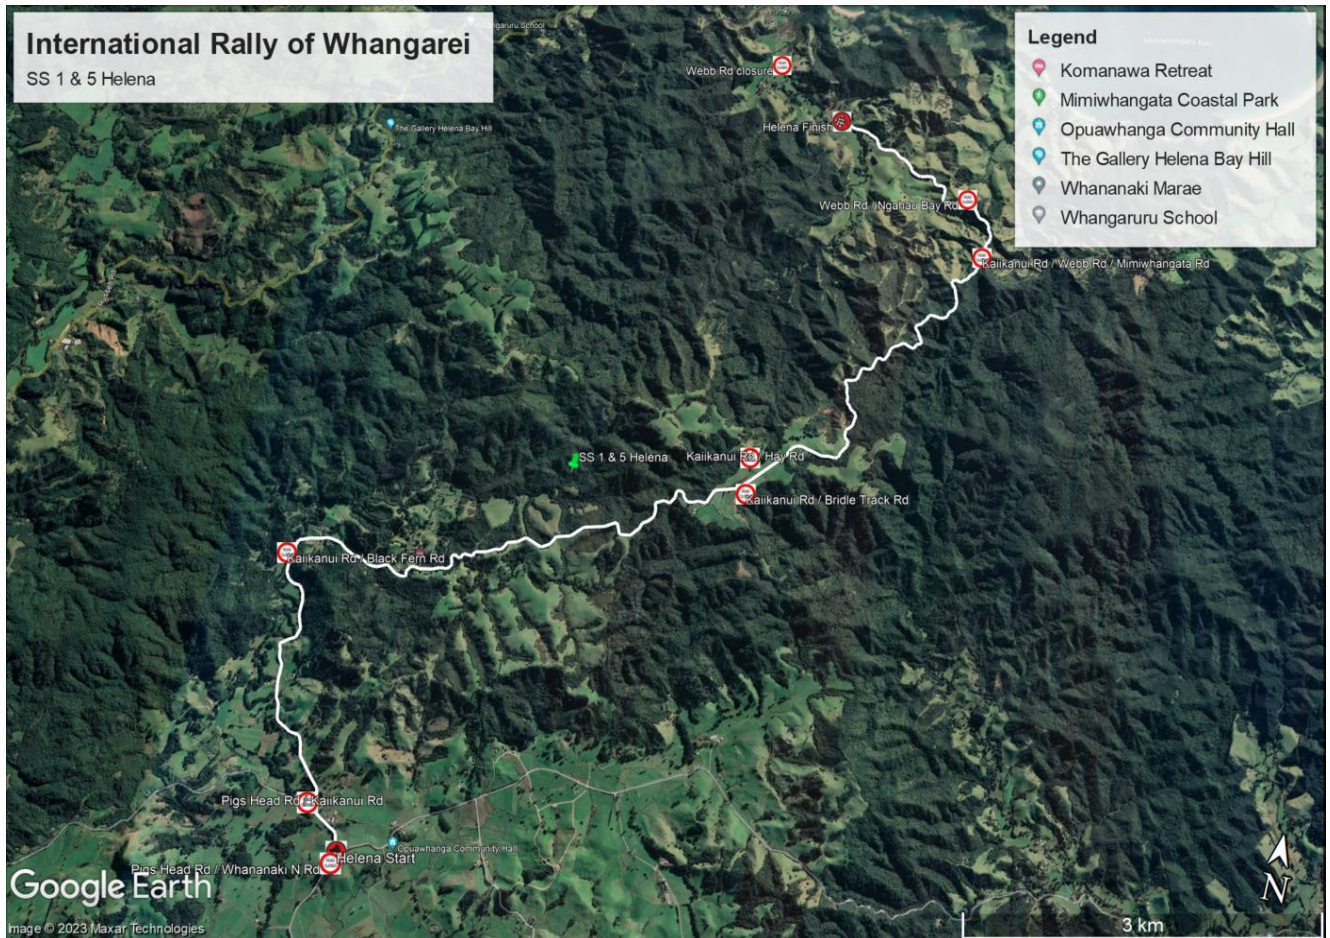 International Rally of Whangarei
SS 1 & 5 Helena
Legend
Komanawa Retreat
Mimiwhangata Coastal Park
Opuawhanga Community Hall
The Gallery Helena Bay Hill
Whananaki Marae
Whangaruru School
Webb Rd closure
The Gallery Helena Bay Hill
Helena Finish
Webb Rd / Ngahau Bay Rd
Kaiikanui Rd / Webb Rd / Mimiwhangata Rd
SS 1 & 5 Helena
Kaiikanui Rd / Hay Rd
Kaiikanui Rd / Bridle Track Rd
Kaiikanui Rd / Black Fern Rd
Pigs Head Rd / Kaiikanui Rd
Opuawhanga Community Hall
Helena Start
Pigs Head Rd / Whananaki N Rd
Google Earth
N
3 km
Image © 2023 Maxar Technologies